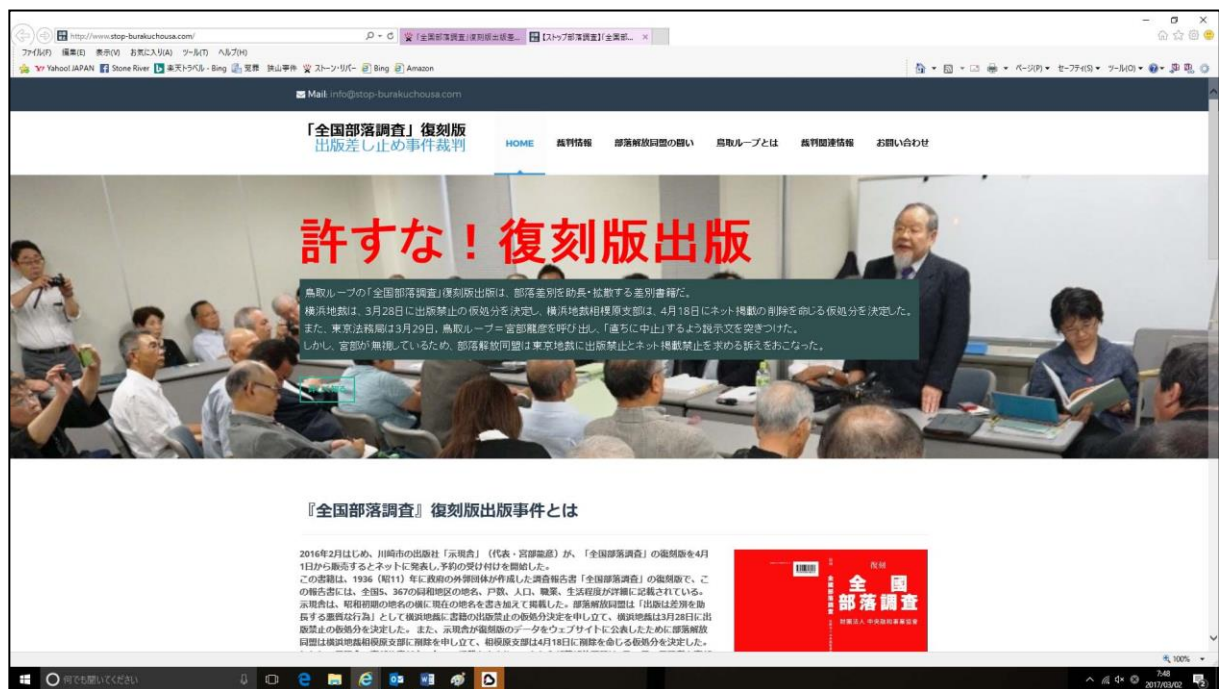 http://www.stop-burakuchousa.com/
「全国部落調査」復刻版出版差...
【ストップ部落調査】「全国部...
ファイル(F) 編集(E) 表示(V) お気に入り(A) ツール(T) ヘルプ(H)
Yahoo! JAPAN Stone River 楽天トラベル - Bing 狭山事件 ストーン・リバー Bing Amazon
ページ(P) セーフティ(S) ツール(O)
Mail: info@stop-burakuchousa.com
「全国部落調査」復刻版
出版差し止め事件裁判
HOME 裁判情報 部落解放同盟の闘い 鳥取ループとは 裁判関連情報 お問い合わせ
許すな！復刻版出版
鳥取ループの「全国部落調査」復刻版出版は、部落差別を助長・拡散する差別書籍だ。
横浜地裁は、3月28日に出版禁止の仮処分を決定し、横浜地裁相模原支部は、4月18日にネット掲載の削除を命じる仮処分を決定した。
また、東京法務局は3月29日、鳥取ループ＝宮部龍彦を呼び出し、「直ちに中止」するよう説示文を突きつけた。
しかし、宮部が無視しているため、部落解放同盟は東京地裁に出版禁止とネット掲載禁止を求める訴えをおこなった。
『全国部落調査』復刻版出版事件とは
2016年2月はじめ、川崎市の出版社「示現舎」（代表・宮部龍彦）が、「全国部落調査」の復刻版を4月
1日から販売するとネットに発表し、予約の受け付けを開始した。
この書籍は、1936（昭11）年に政府の外郭団体が作成した調査報告書「全国部落調査」の復刻版で、こ
の報告書には、全国5，367の同和地区の地名、戸数、人口、職業、生活程度が詳細に記載されている。
示現舎は、昭和初期の地名の横に現在の地名を書き加えて掲載した。部落解放同盟は「出版は差別を助
長する悪質な行為」として横浜地裁に書籍の出版禁止の仮処分決定を申し立て、横浜地裁は3月28日に出
版禁止の仮処分を決定した。また、示現舎が復刻版のデータをウェブサイトに公表したために部落解放
同盟は横浜地裁相模原支部に削除を申し立て、相模原支部は4月18日に削除を命じる仮処分を決定した。
復刻
全國
部落調査
財團法人 中央融和事業協會
全國部落調査
100%
何でも聞いてください
7:48
2017/03/02